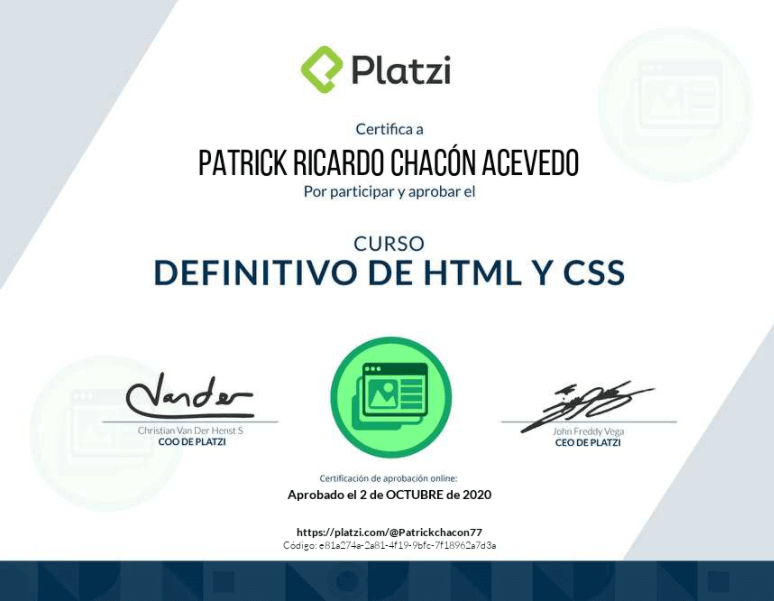 Platzi
Certifica a
PATRICK RICARDO CHACÓN ACEVEDO
Por participar y aprobar el
CURSO
DEFINITIVO DE HTML Y CSS
Vander
Christian Van Der Henst S
COO DE PLATZI
John Freddy Vega
CEO DE PLATZI
Certificación de aprobación online:
Aprobado el 2 de OCTUBRE de 2020
https://platzi.com/@Patrickchacon77
Código: e81a274a-2a81-4f19-9bfc-7f18962a7d3a